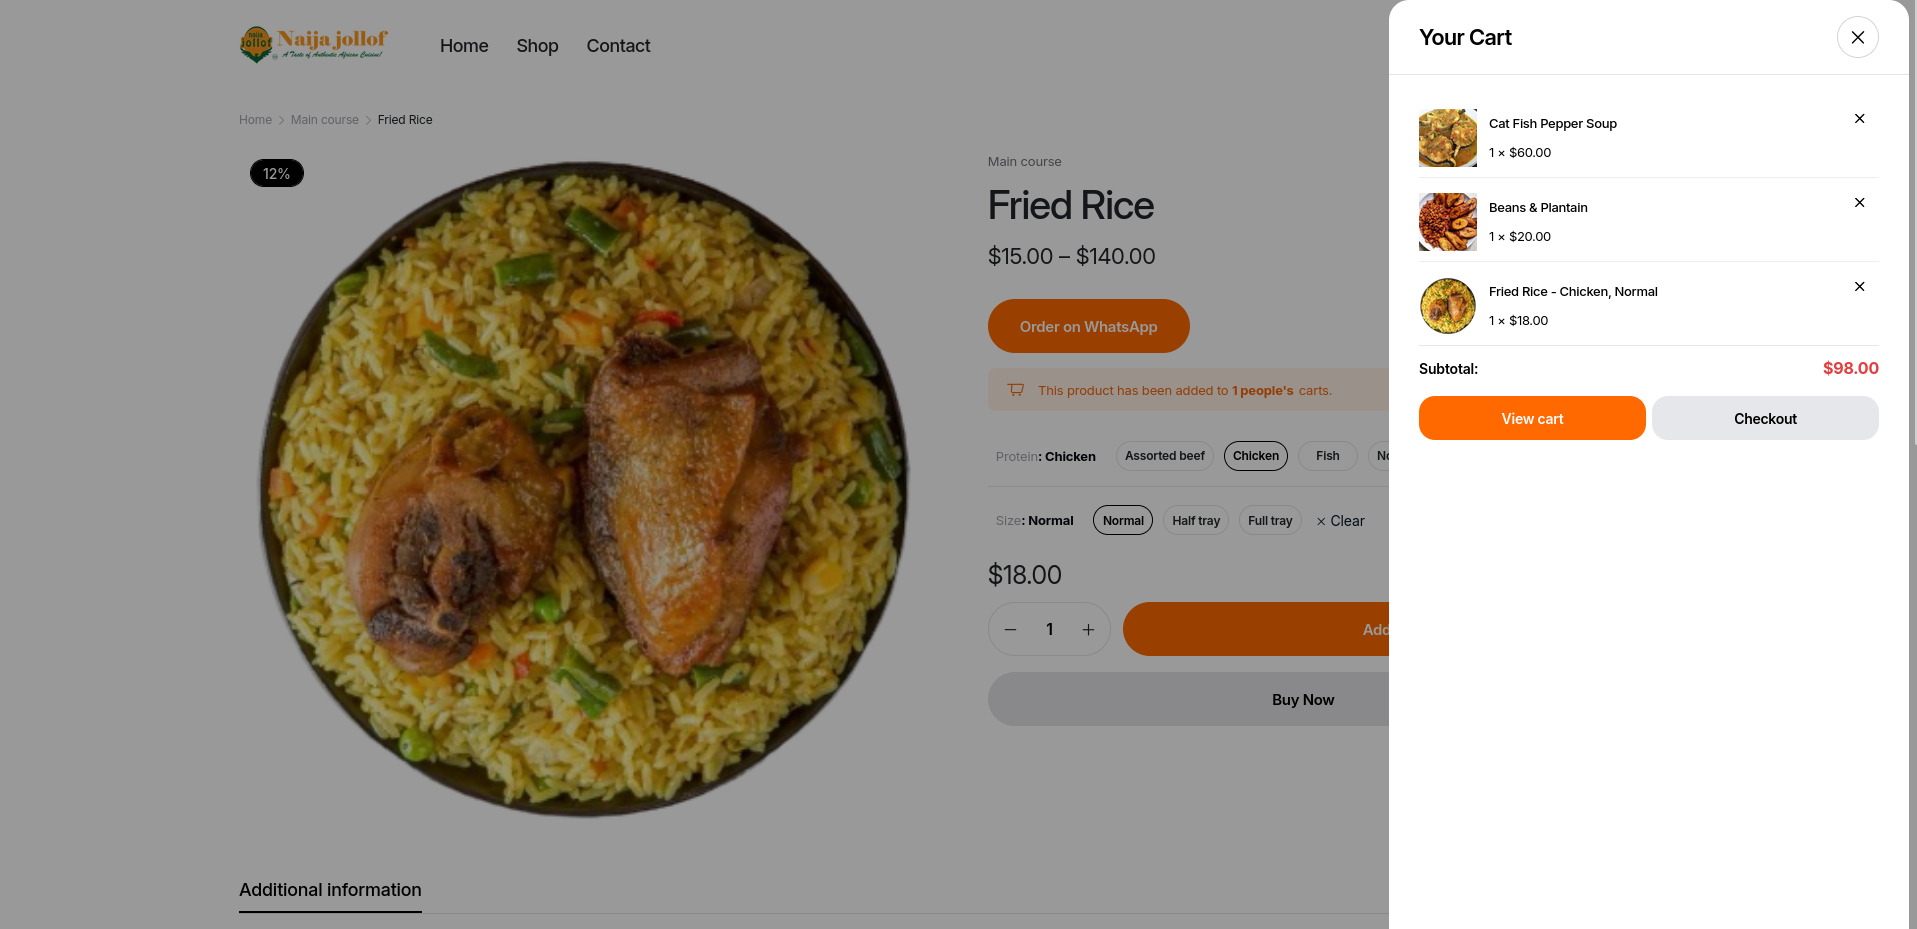 naija
jollof
Naija jollof
A Taste of Authentic African Cuisine!
Home
Shop
Contact
Home > Main course > Fried Rice
12%
Main course
Fried Rice
$15.00 – $140.00
Order on WhatsApp
This product has been added to 1 people's carts.
Protein: Chicken
Assorted beef
Chicken
Fish
No
Size: Normal
Normal
Half tray
Full tray
× Clear
$18.00
− 1 +
Add
Buy Now
Additional information
Your Cart
Cat Fish Pepper Soup
1 × $60.00
Beans & Plantain
1 × $20.00
Fried Rice - Chicken, Normal
1 × $18.00
Subtotal: $98.00
View cart
Checkout